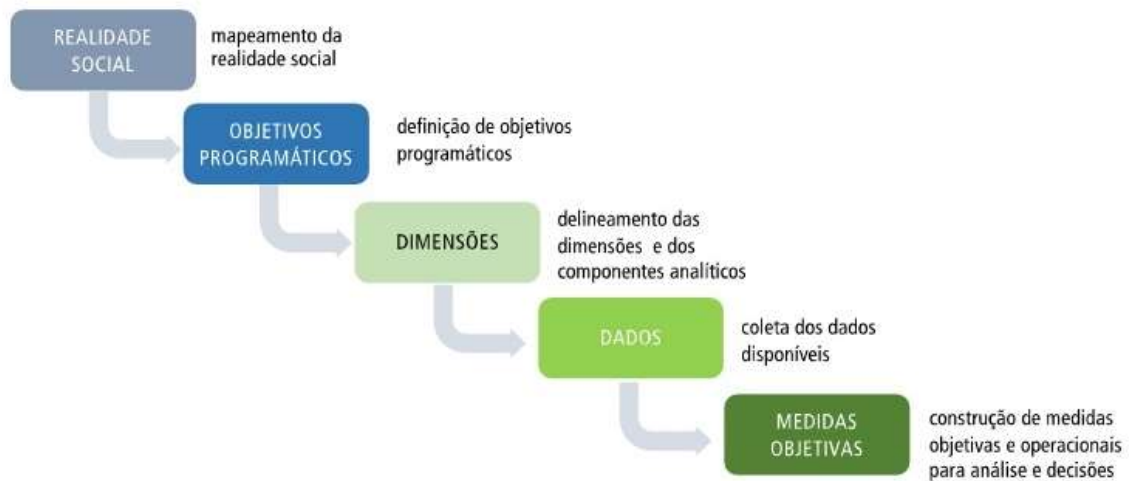 REALIDADE
SOCIAL
mapeamento da
realidade social
OBJETIVOS
PROGRAMÁTICOS
definição de objetivos
programáticos
DIMENSÕES
delineamento das
dimensões e dos
componentes analíticos
DADOS
coleta dos dados
disponíveis
MEDIDAS
OBJETIVAS
construção de medidas
objetivas e operacionais
para análise e decisões